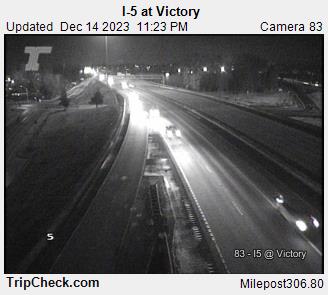 I-5 at Victory
Updated Dec 14 2023 11:23 PM Camera 83
S
83 - I5 @ Victory
TripCheck.com Milepost306.80